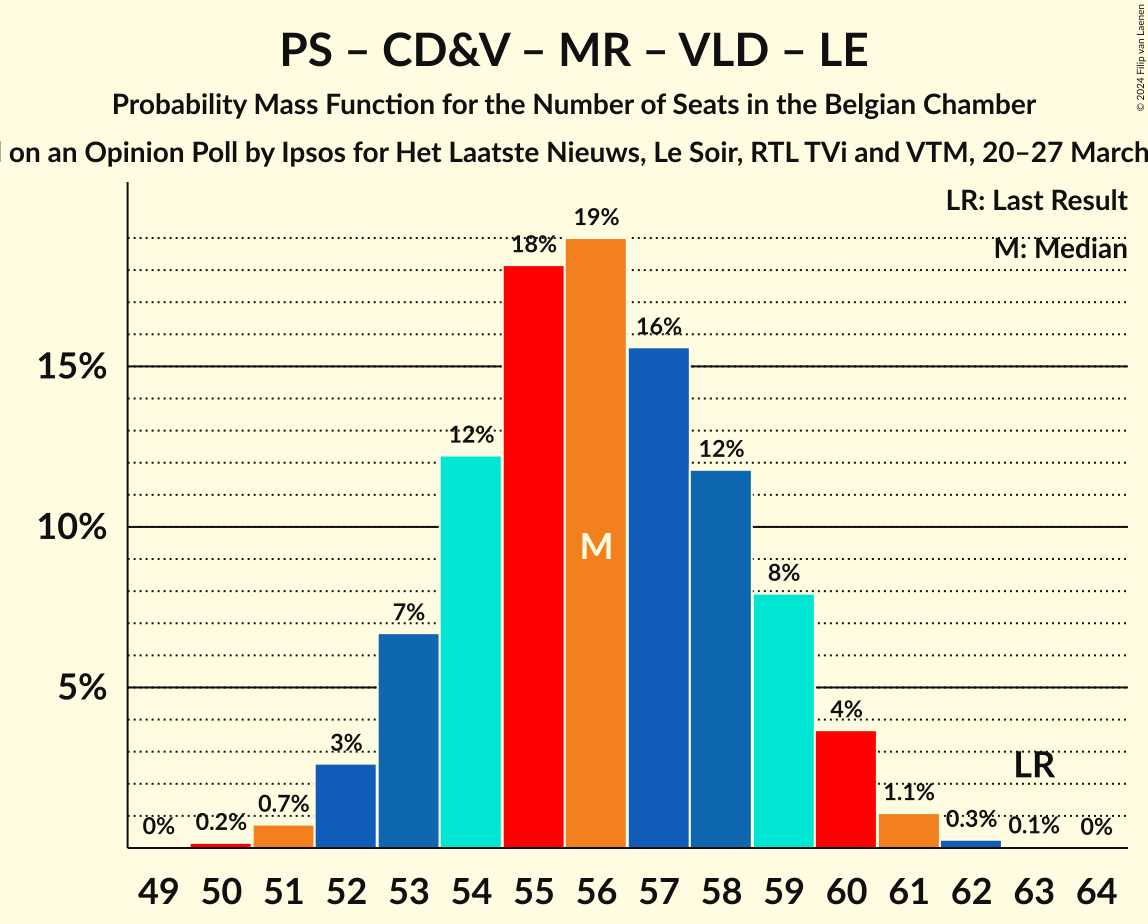 PS – CD&V – MR – VLD – LE
Probability Mass Function for the Number of Seats in the Belgian Chamber
on an Opinion Poll by Ipsos for Het Laatste Nieuws, Le Soir, RTL TVi and VTM, 20–27 March
© 2024 Filip van Laenen
LR: Last Result
M: Median
19%
18%
16%
15%
12%
12%
10%
M
8%
7%
5%
4%
3%
LR
1.1%
0.7%
0% 0.2% 0.3% 0.1% 0%
49 50 51 52 53 54 55 56 57 58 59 60 61 62 63 64